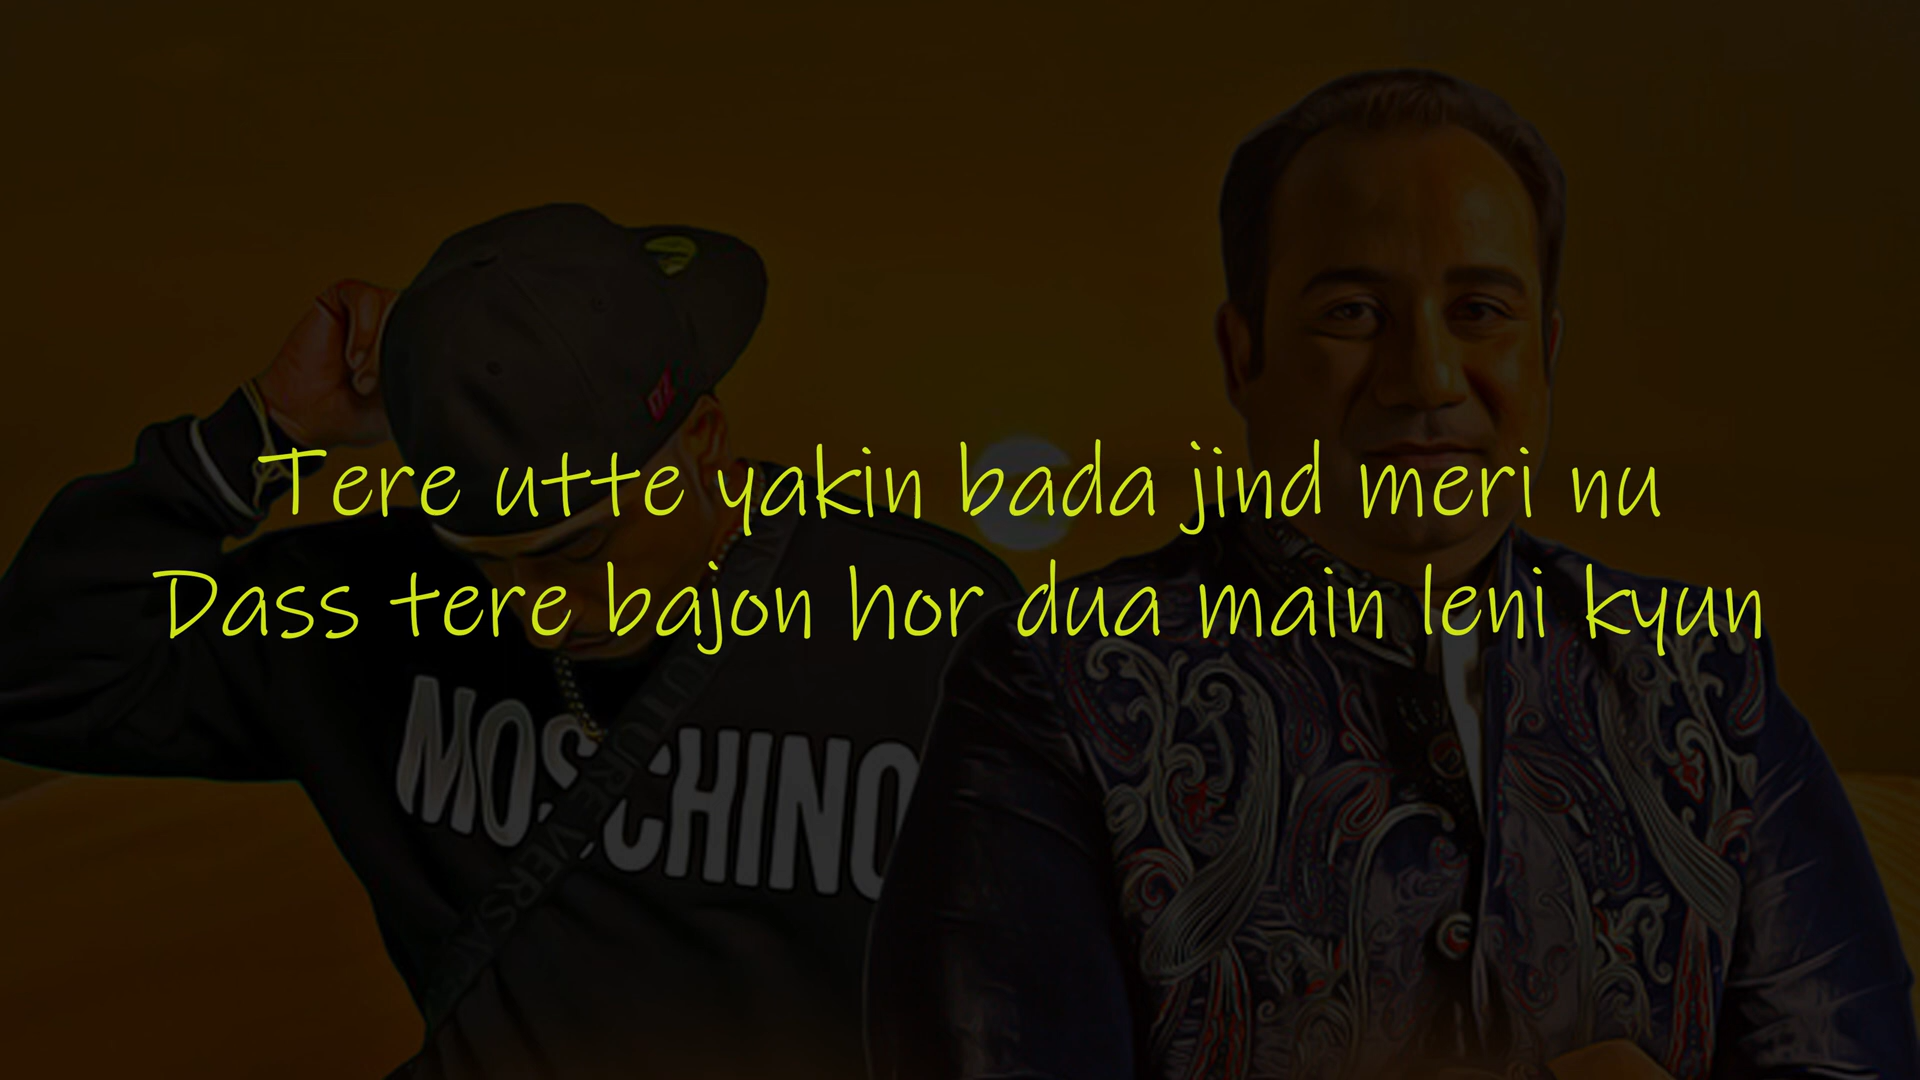 Tere utte yakin bada jind meri nu
Dass tere bajon hor dua main leni kyun
MOSCHINO